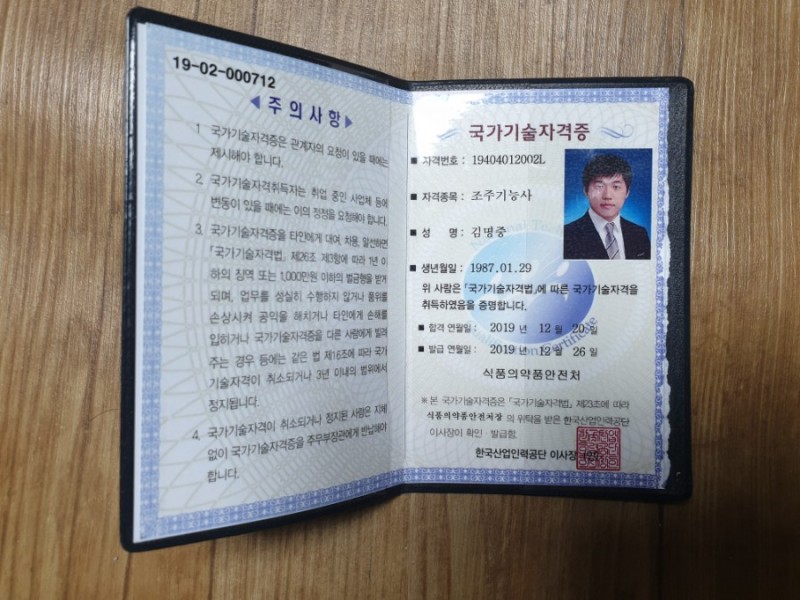 19-02-000712
◀ 주의사항 ▶
1. 국가기술자격증은 관계자의 요청이 있을 때에는
제시해야 합니다.
2. 국가기술자격취득자는 취업 중인 사업체 등에
변동이 있을 때에는 이의 정정을 요청해야 합니다.
3. 국가기술자격증을 타인에게 대여, 차용, 알선하면
「국가기술자격법」 제26조 제3항에 따라 1년 이
하의 징역 또는 1,000만원 이하의 벌금형을 받게
되며, 업무를 성실히 수행하지 않거나 품위를
손상시켜 공익을 해치거나 타인에게 손해를
입히거나 국가기술자격증을 다른 사람에게 빌려
주는 경우 등에는 같은 법 제16조에 따라 국가
기술자격이 취소되거나 3년 이내의 범위에서
정지됩니다.
4. 국가기술자격이 취소되거나 정지된 사람은 지체
없이 국가기술자격증을 주무부장관에게 반납해야
합니다.
국가기술자격증
■ 자격번호 : 19404012002L
■ 자격종목 : 조주기능사
■ 성 명 : 김명중
■ 생년월일 : 1987.01.29
위 사람은 「국가기술자격법」에 따른 국가기술자격을
취득하였음을 증명합니다.
■ 합격 연월일 : 2019 년 12 월 20 일
■ 발급 연월일 : 2019 년 12 월 26 일
식품의약품안전처
※ 본 국가기술자격증은 「국가기술자격법」 제23조에 따라
식품의약품안전처장 의 위탁을 받은 한국산업인력공단
이사장이 확인·발급함.
한국산업인력공단 이사장